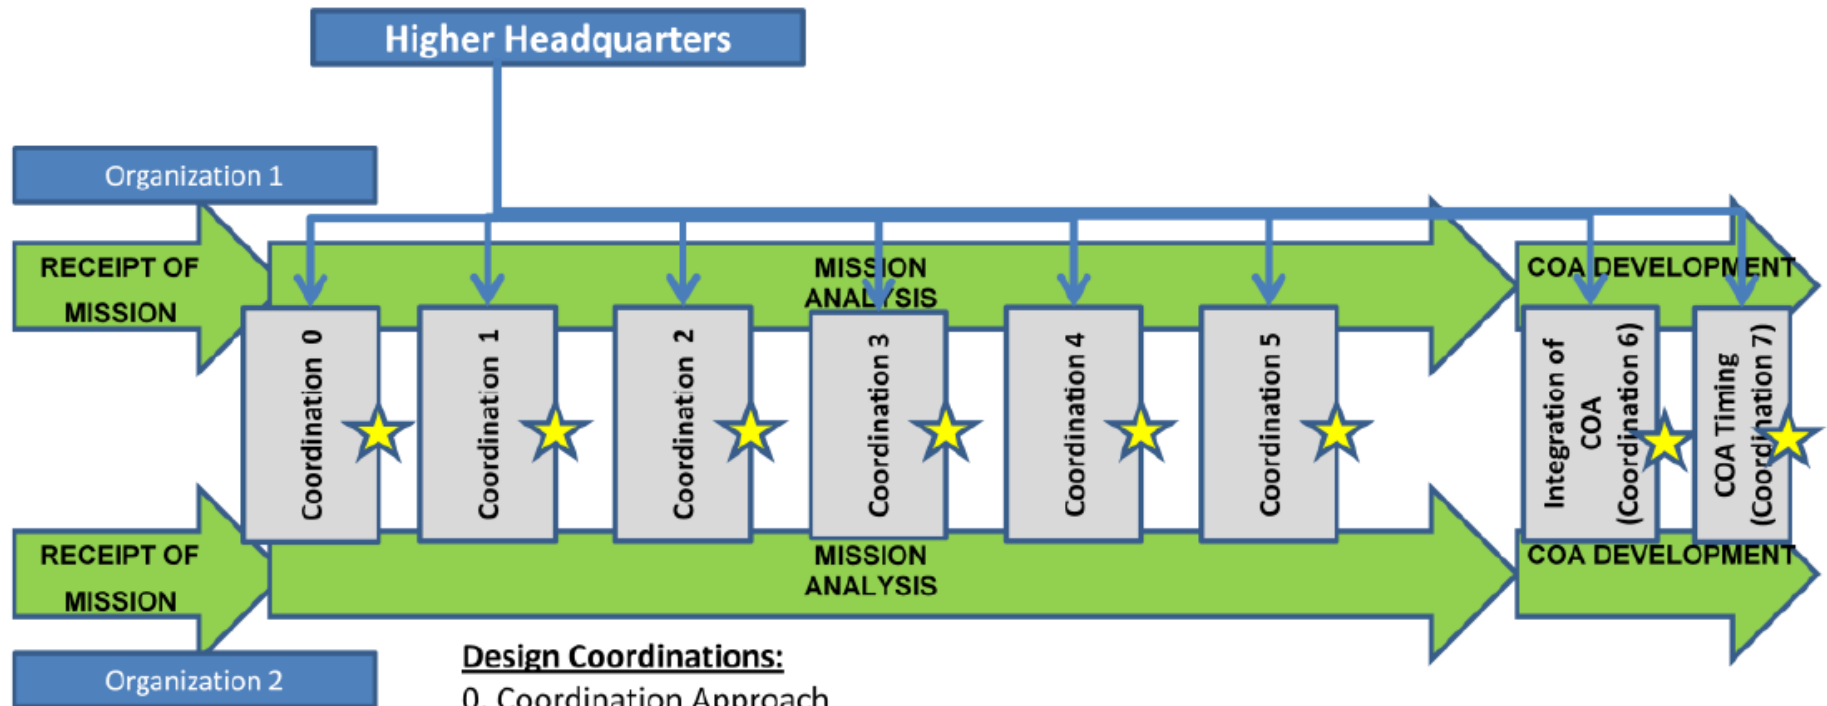 Higher Headquarters
Organization 1
RECEIPT OF
MISSION
MISSION
ANALYSIS
COA DEVELOPMENT
Coordination 0
Coordination 1
Coordination 2
Coordination 3
Coordination 4
Coordination 5
Integration of
COA
(Coordination 6)
COA Timing
(Coordination 7)
RECEIPT OF
MISSION
MISSION
ANALYSIS
COA DEVELOPMENT
Organization 2
Design Coordinations:
0. Coordination Approach